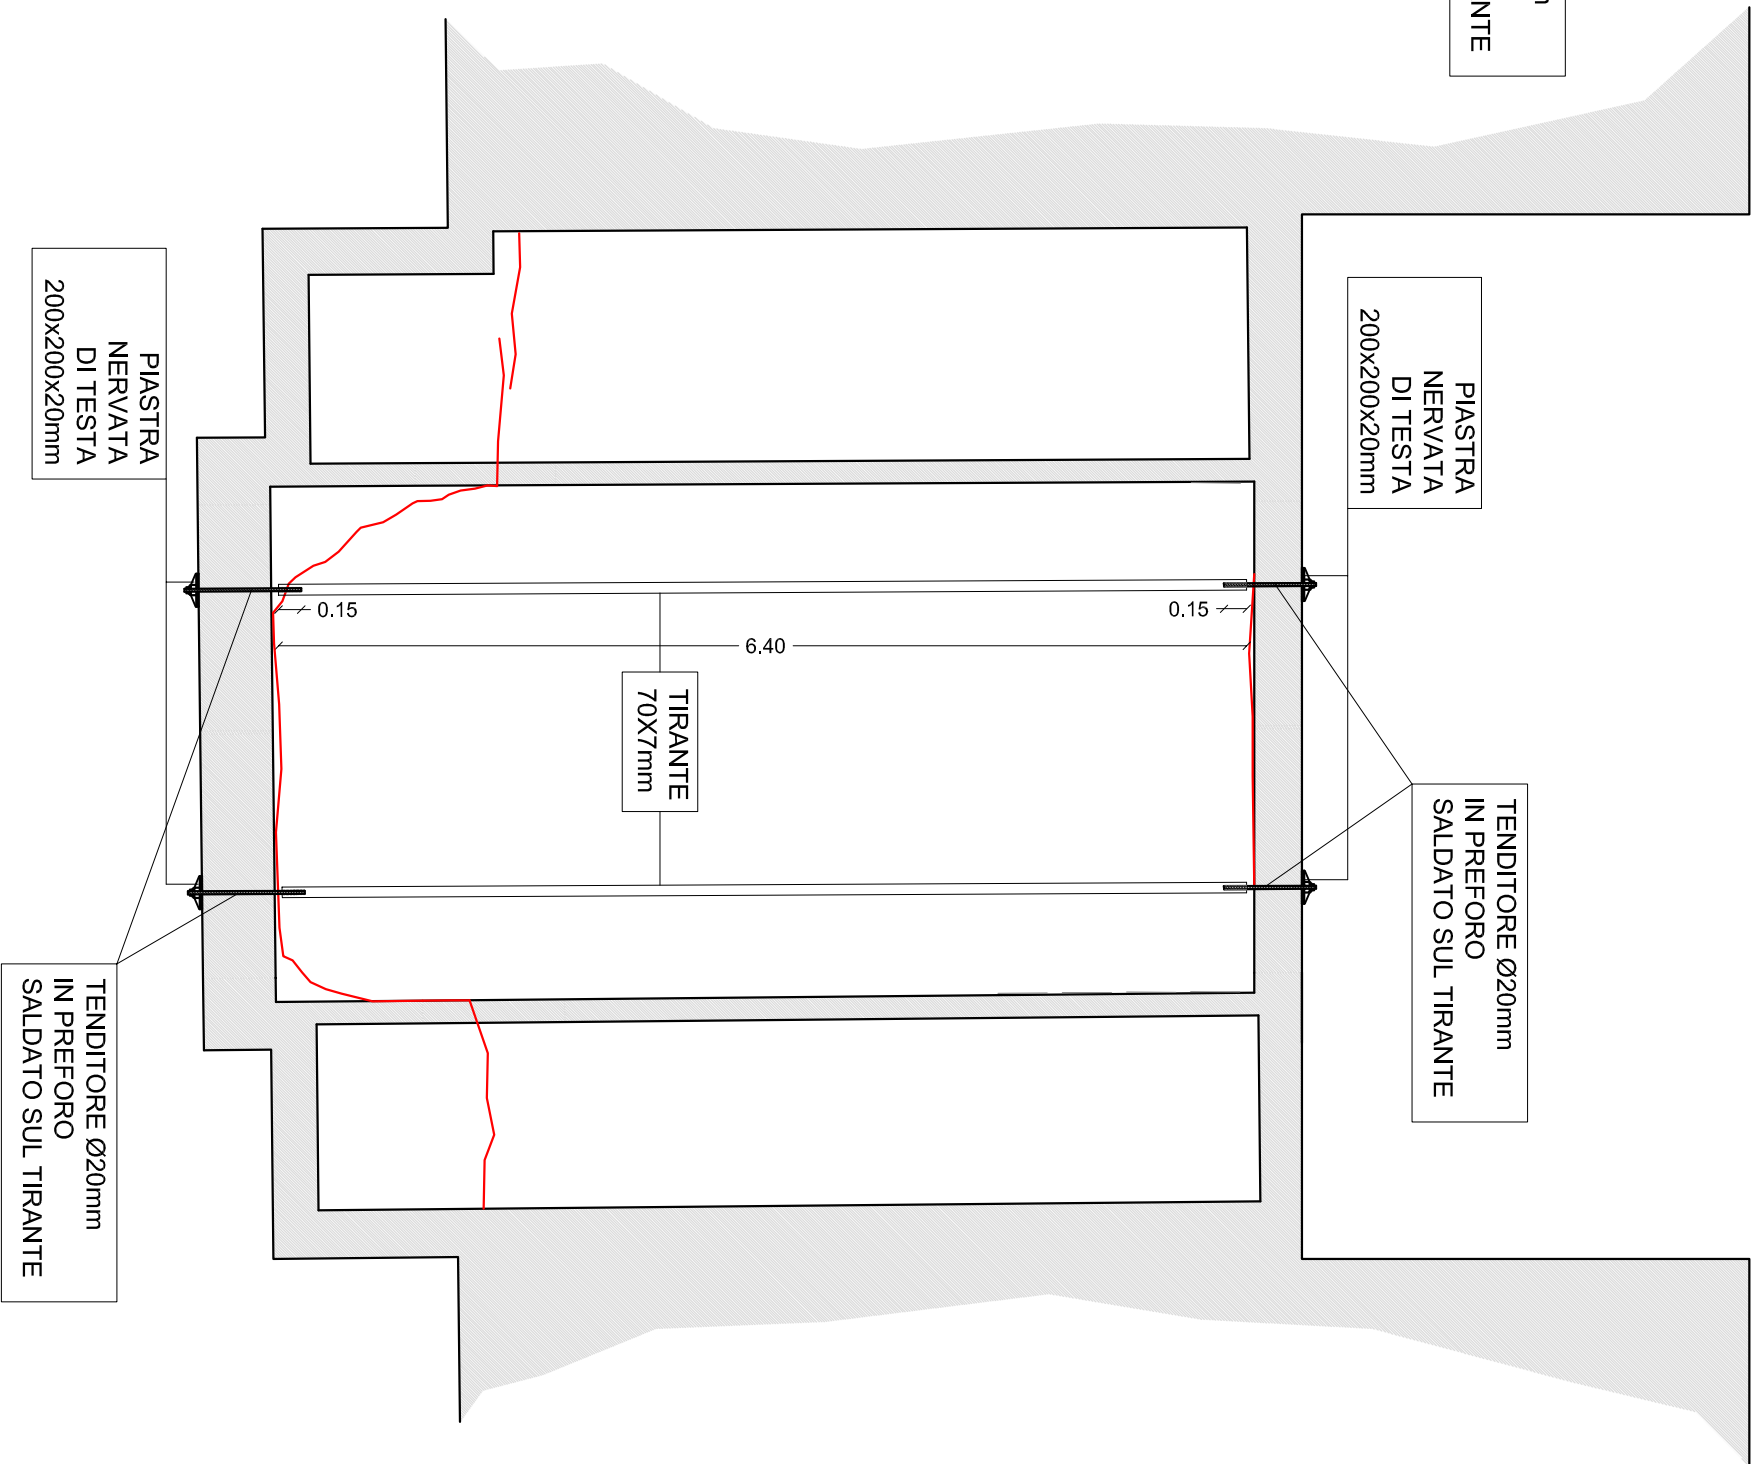 NTE
PIASTRA
NERVATA
DI TESTA
200x200x20mm
PIASTRA
NERVATA
DI TESTA
200x200x20mm
0.15
0.15
6.40
TIRANTE
70X7mm
TENDITORE Ø20mm
IN PREFORO
SALDATO SUL TIRANTE
TENDITORE Ø20mm
IN PREFORO
SALDATO SUL TIRANTE